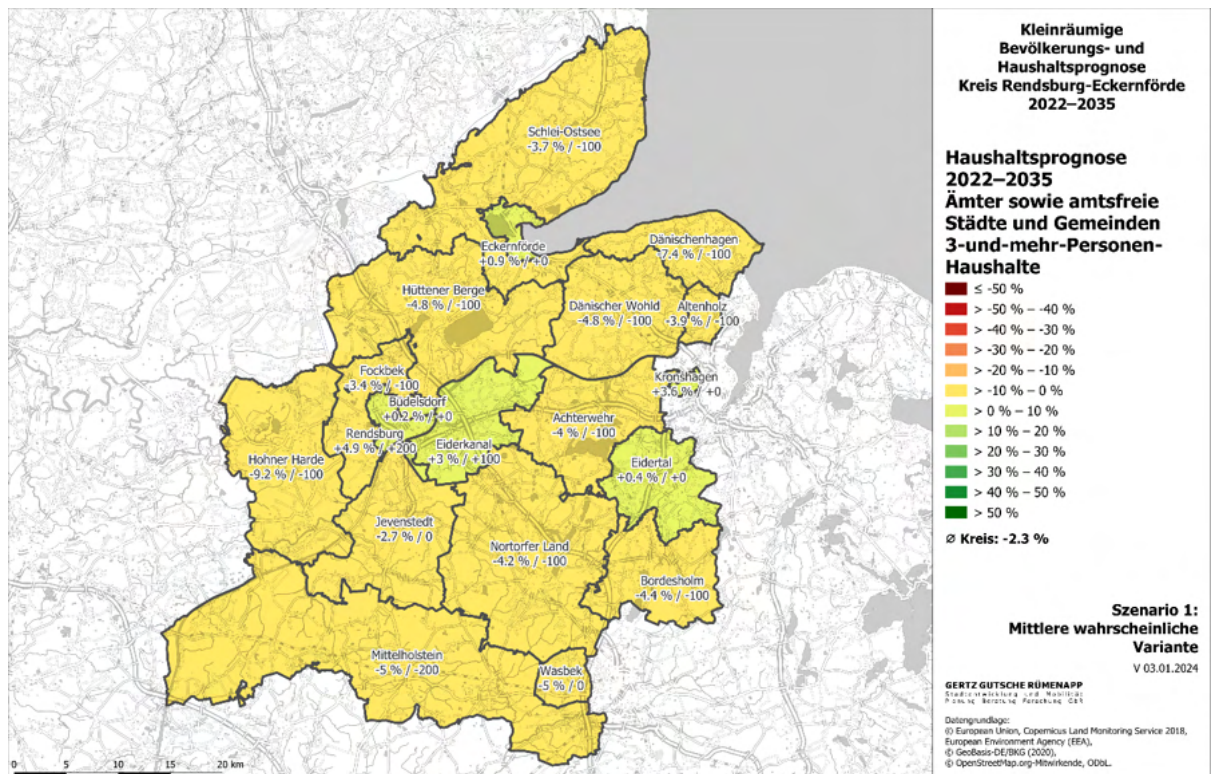 Kleinräumige
Bevölkerungs- und
Haushaltsprognose
Kreis Rendsburg-Eckernförde
2022–2035
Haushaltsprognose
2022–2035
Ämter sowie amtsfreie
Städte und Gemeinden
3-und-mehr-Personen-
Haushalte
≤ -50 %
> -50 % – -40 %
> -40 % – -30 %
> -30 % – -20 %
> -20 % – -10 %
> -10 % – 0 %
> 0 % – 10 %
> 10 % – 20 %
> 20 % – 30 %
> 30 % – 40 %
> 40 % – 50 %
> 50 %
⌀ Kreis: -2.3 %
Szenario 1:
Mittlere wahrscheinliche
Variante
V 03.01.2024
GERTZ GUTSCHE RÜMENAPP
Stadtentwicklung und Mobilität
Planung Beratung Forschung GbR
Datengrundlage:
© European Union, Copernicus Land Monitoring Service 2018,
European Environment Agency (EEA),
© GeoBasis-DE/BKG (2020),
© OpenStreetMap.org-Mitwirkende, ODbL.
Schlei-Ostsee
-3.7 % / -100
Eckernförde
+0.9 % / +0
Dänischenhagen
-7.4 % / -100
Hüttener Berge
-4.8 % / -100
Dänischer Wohld
-4.8 % / -100
Altenholz
-3.9 % / -100
Fockbek
-3.4 % / -100
Kronshagen
+3.6 % / +0
Büdelsdorf
+0.2 % / +0
Achterwehr
-4 % / -100
Rendsburg
+4.9 % / +200
Eiderkanal
+3 % / +100
Hohner Harde
-9.2 % / -100
Eidertal
+0.4 % / +0
Jevenstedt
-2.7 % / 0
Nortorfer Land
-4.2 % / -100
Bordesholm
-4.4 % / -100
Mittelholstein
-5 % / -200
Wasbek
-5 % / 0
0 5 10 15 20 km